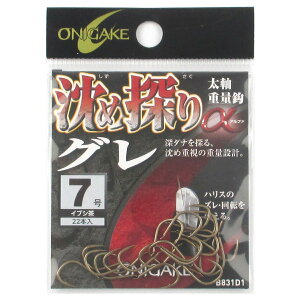 ONIGAKE
しず
さぐ
沈め探り
α
アルファ
太軸
重量鈎
グレ
深ダナを探る、
沈め重視の重量設計。
7号
イブシ茶
22本入
ハリスの
ズレ・回転を
ONIGAKE
B831D1